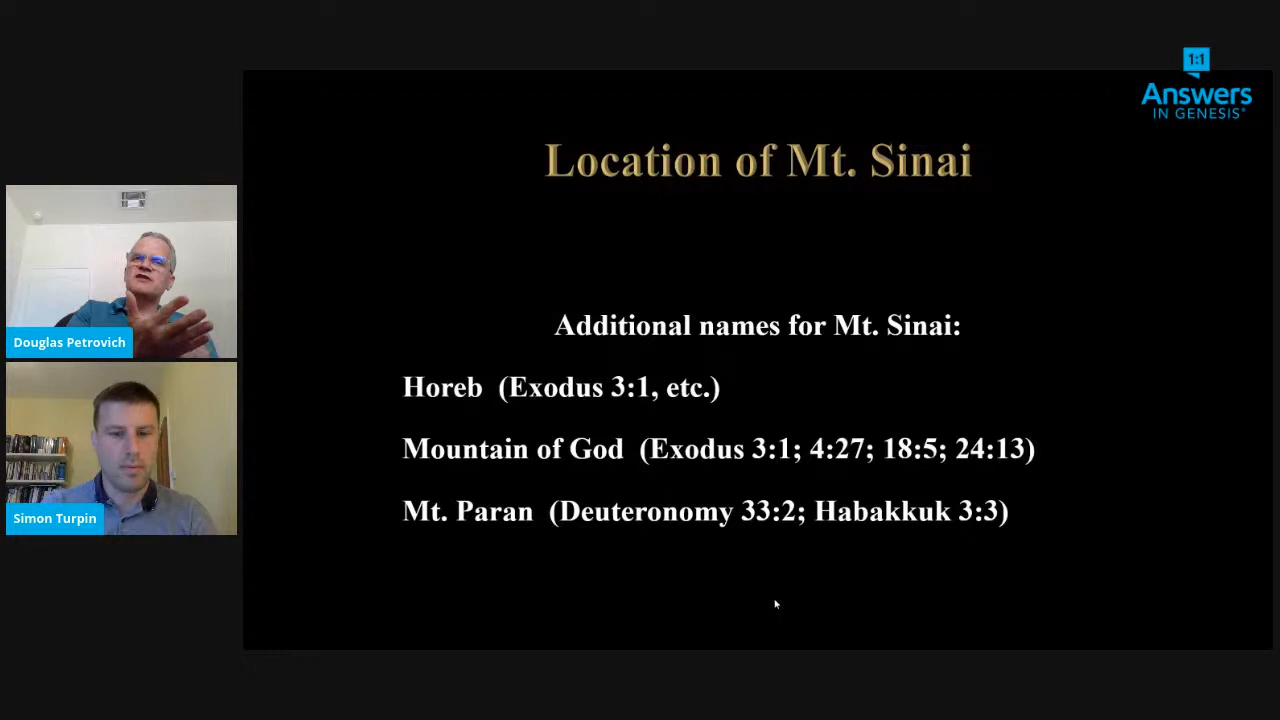 1:1
Answers
IN GENESIS®
Location of Mt. Sinai
Additional names for Mt. Sinai:
Horeb (Exodus 3:1, etc.)
Mountain of God (Exodus 3:1; 4:27; 18:5; 24:13)
Mt. Paran (Deuteronomy 33:2; Habakkuk 3:3)
Douglas Petrovich
Simon Turpin